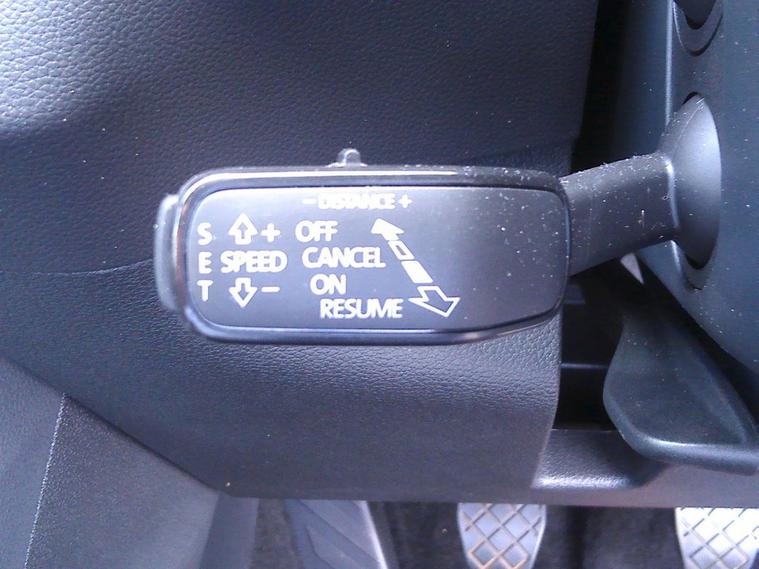 - DISTANCE +
S + OFF
E SPEED CANCEL
T - ON
RESUME